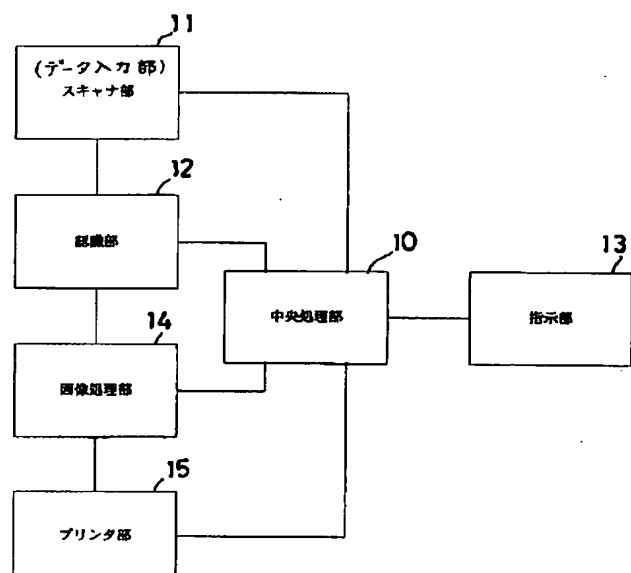 11
(データ入力部)
スキャナ部
12
認識部
10
中央処理部
13
指示部
14
画像処理部
15
プリンタ部